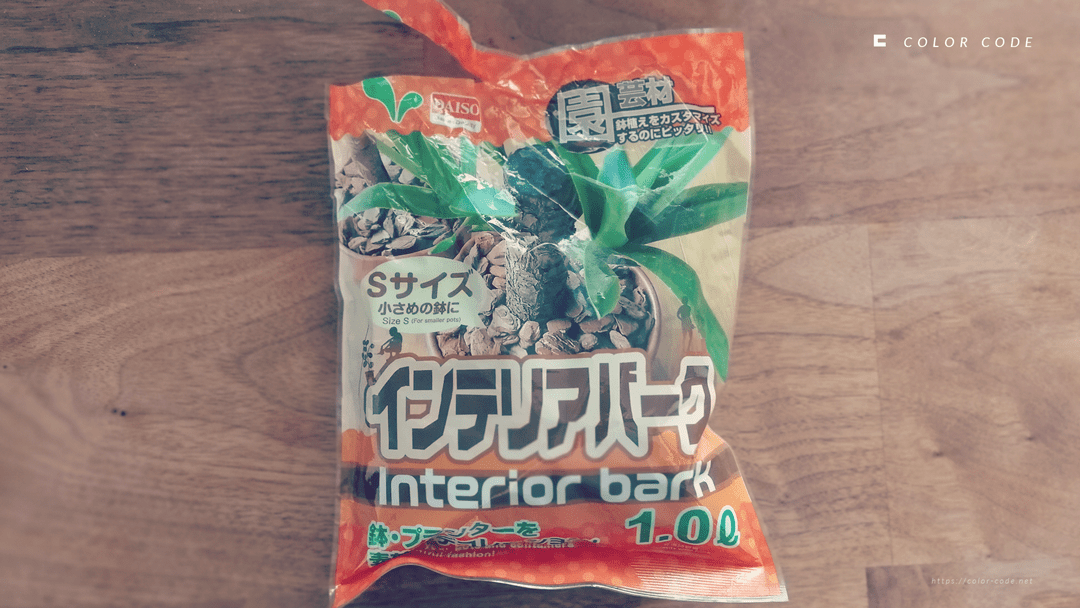 COLOR CODE
DAISO
園芸材
鉢植えをカスタマイズ
するのにピッタリ!!
Sサイズ
小さめの鉢に
Size S (For smaller pots)
インテリアバーク
Interior bark
鉢・プランターを
1.0ℓ
https://color-code.net